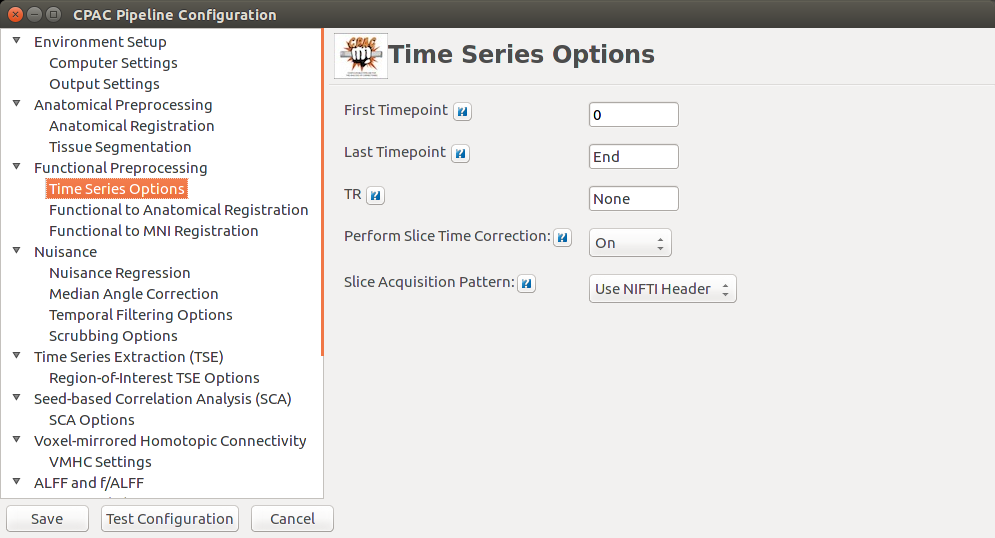 CPAC Pipeline Configuration
Environment Setup
Computer Settings
Output Settings
Anatomical Preprocessing
Anatomical Registration
Tissue Segmentation
Functional Preprocessing
Time Series Options
Functional to Anatomical Registration
Functional to MNI Registration
Nuisance
Nuisance Regression
Median Angle Correction
Temporal Filtering Options
Scrubbing Options
Time Series Extraction (TSE)
Region-of-Interest TSE Options
Seed-based Correlation Analysis (SCA)
SCA Options
Voxel-mirrored Homotopic Connectivity
VMHC Settings
ALFF and f/ALFF
CPAC
Time Series Options
First Timepoint ? 0
Last Timepoint ? End
TR ? None
Perform Slice Time Correction: ? On
Slice Acquisition Pattern: ? Use NIFTI Header
Save Test Configuration Cancel